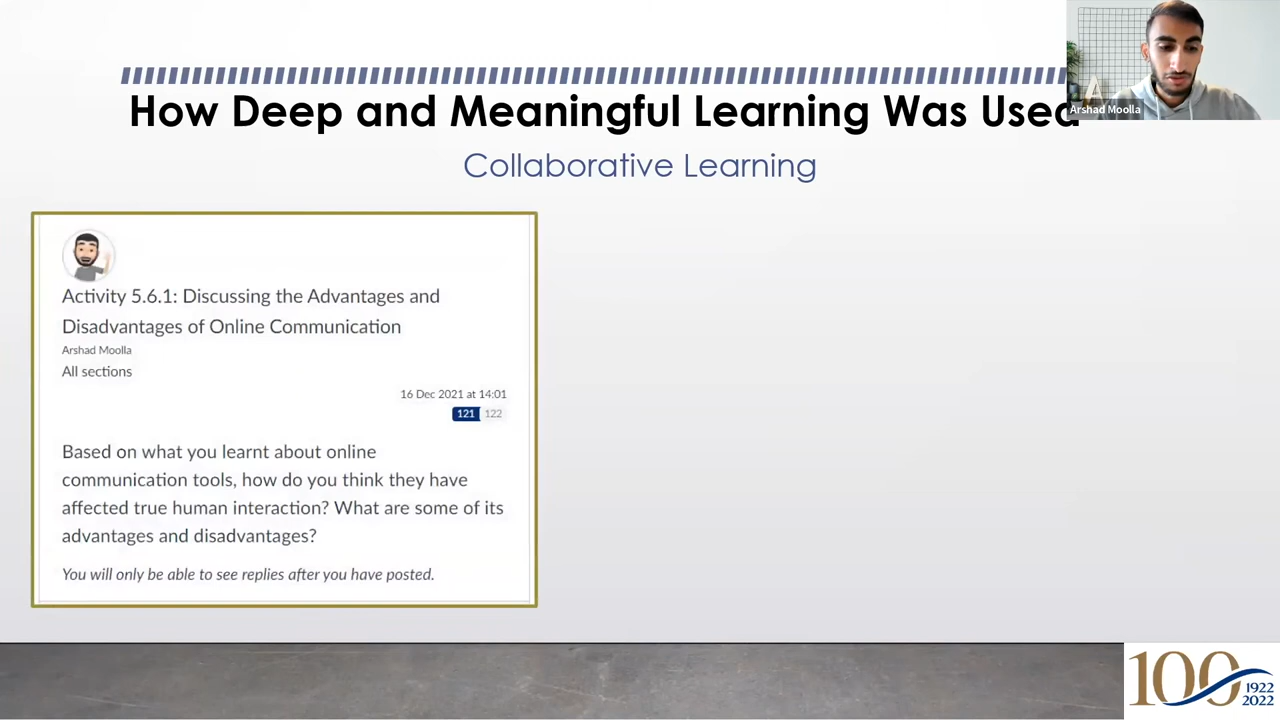 How Deep and Meaningful Learning Was Used
Arshad Moolla
Collaborative Learning
Activity 5.6.1: Discussing the Advantages and
Disadvantages of Online Communication
Arshad Moolla
All sections
16 Dec 2021 at 14:01
121 122
Based on what you learnt about online
communication tools, how do you think they have
affected true human interaction? What are some of its
advantages and disadvantages?
You will only be able to see replies after you have posted.
100
1922
2022